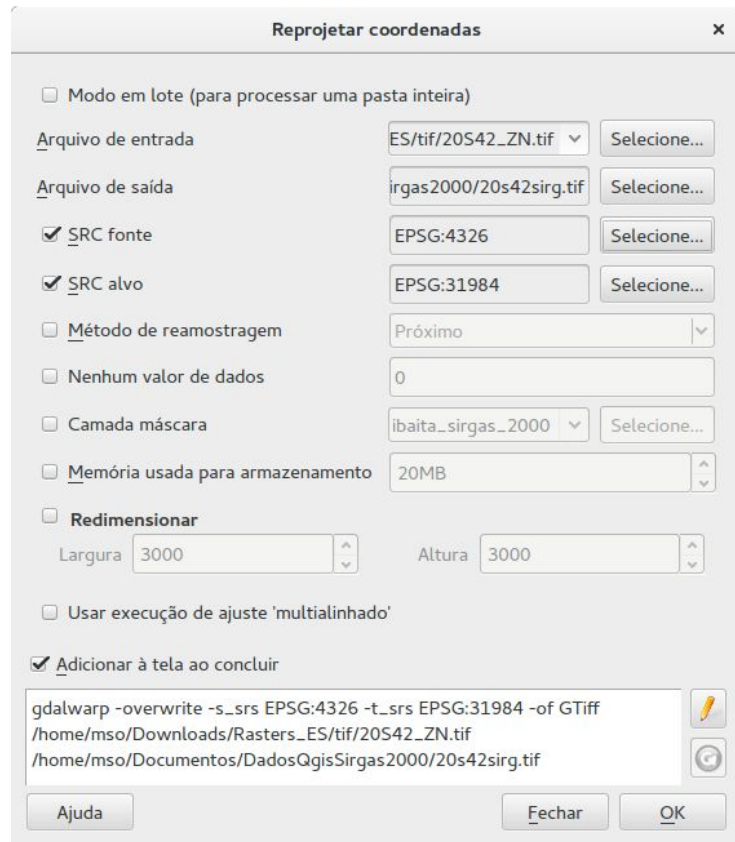 Reprojetar coordenadas
Modo em lote (para processar uma pasta inteira)
Arquivo de entrada ES/tif/20S42_ZN.tif Selecione...
Arquivo de saída irgas2000/20s42sirg.tif Selecione...
SRC fonte EPSG:4326 Selecione...
SRC alvo EPSG:31984 Selecione...
Método de reamostragem Próximo
Nenhum valor de dados 0
Camada máscara ibaita_sirgas_2000 Selecione...
Memória usada para armazenamento 20MB
Redimensionar
Largura 3000 Altura 3000
Usar execução de ajuste 'multialinhado'
Adicionar à tela ao concluir
gdalwarp -overwrite -s_srs EPSG:4326 -t_srs EPSG:31984 -of GTiff
/home/mso/Downloads/Rasters_ES/tif/20S42_ZN.tif
/home/mso/Documentos/DadosQgisSirgas2000/20s42sirg.tif
Ajuda Fechar OK